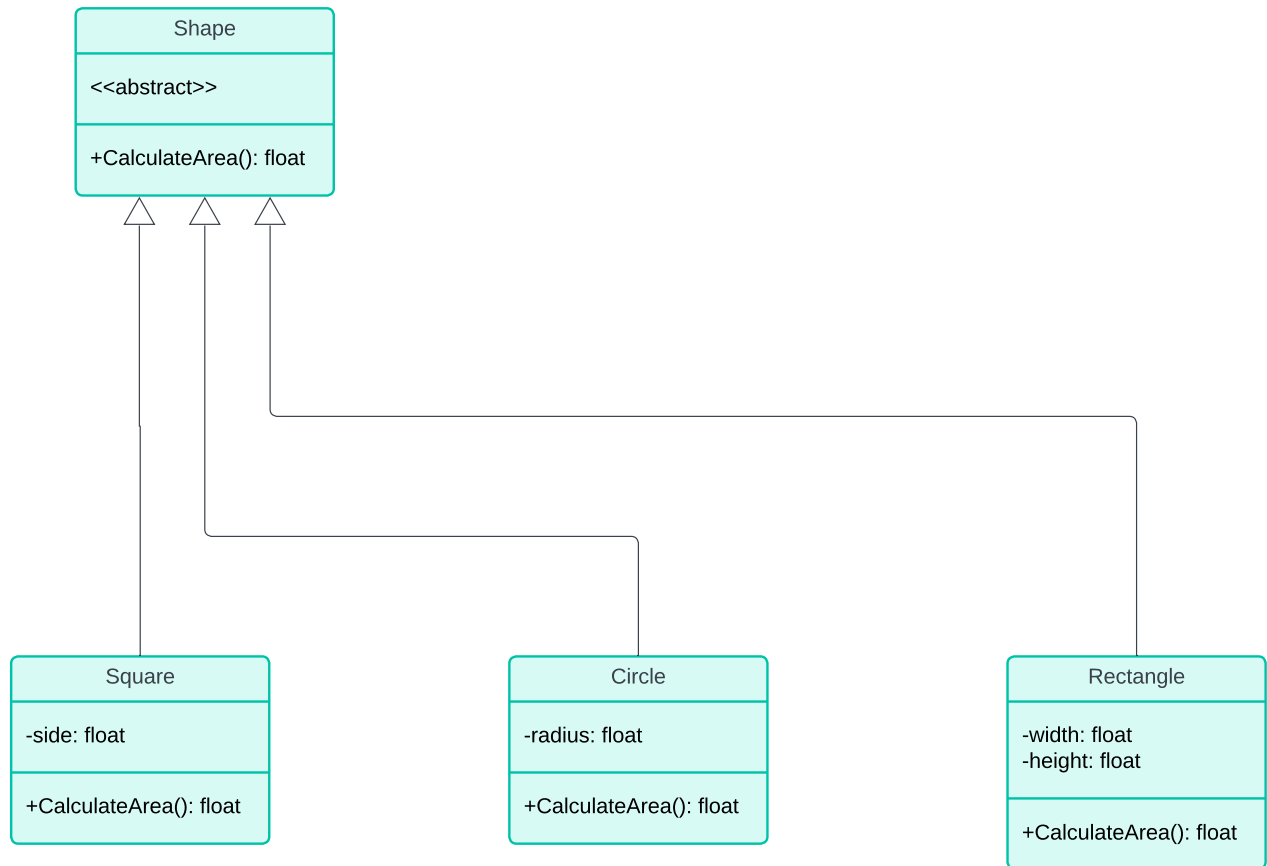 Shape
<<abstract>>
+CalculateArea(): float
Square
-side: float
+CalculateArea(): float
Circle
-radius: float
+CalculateArea(): float
Rectangle
-width: float
-height: float
+CalculateArea(): float